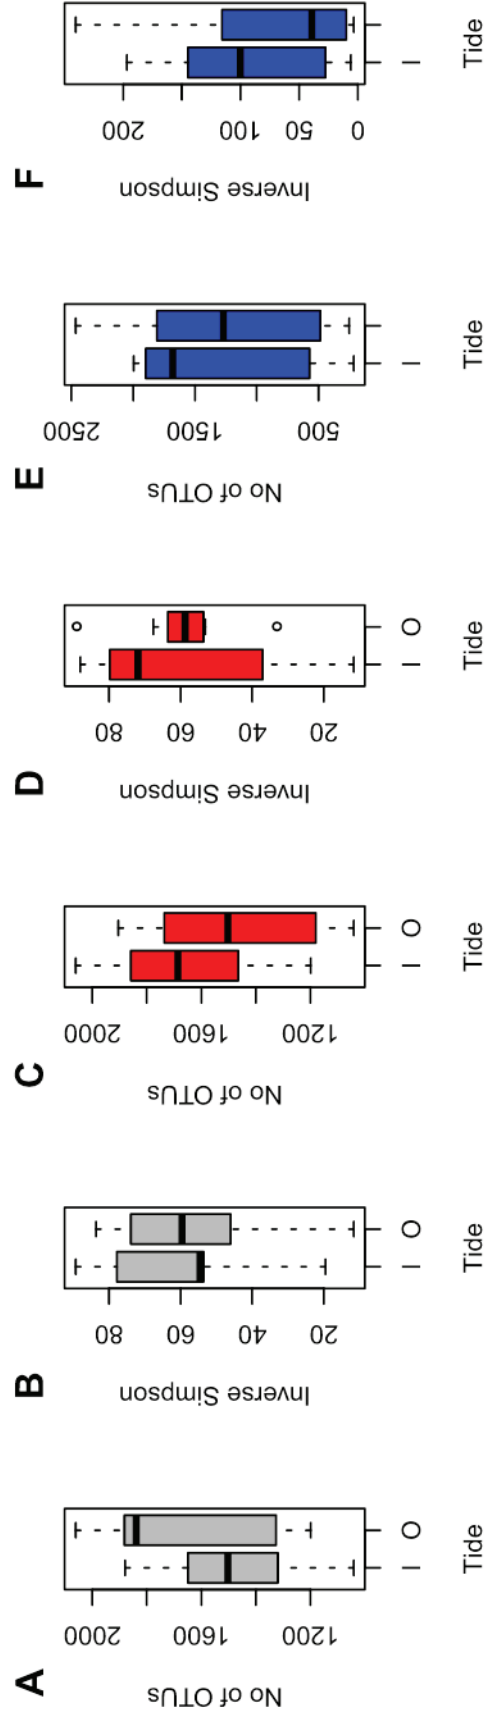 A
No of OTUs
2000
1600
1200
I
O
Tide
B
Inverse Simpson
80
60
40
20
I
O
Tide
C
No of OTUs
2000
1600
1200
I
O
Tide
D
Inverse Simpson
80
60
40
20
I
O
Tide
E
No of OTUs
2500
1500
500
I
Tide
F
Inverse Simpson
200
100
50
0
I
Tide